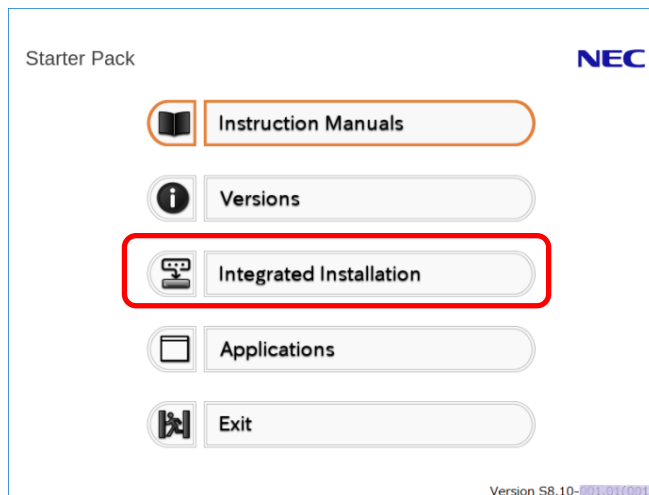 Starter Pack
NEC
Instruction Manuals
Versions
Integrated Installation
Applications
Exit
Version S8.10-